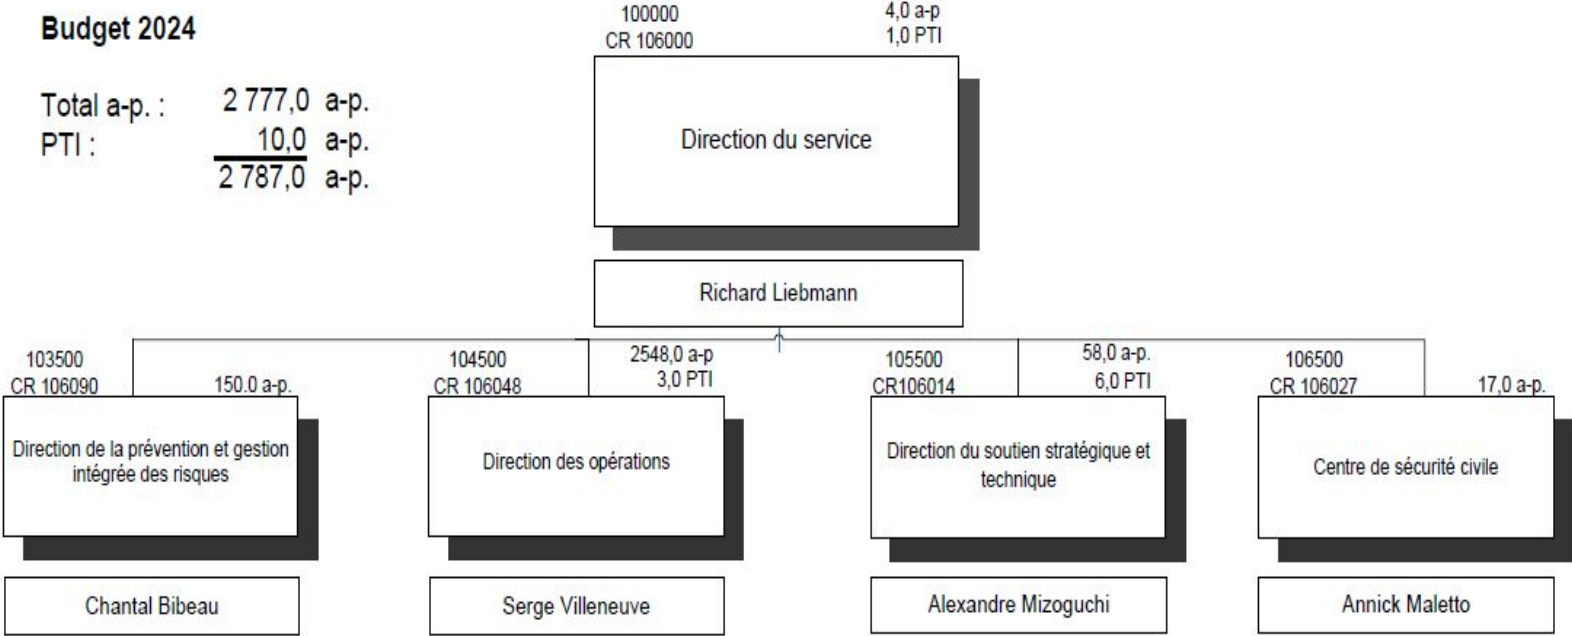 Budget 2024
Total a-p. : 2 777,0 a-p.
PTI : 10,0 a-p.
2 787,0 a-p.
100000
CR 106000
4,0 a-p
1,0 PTI
Direction du service
Richard Liebmann
103500
CR 106090
150.0 a-p.
Direction de la prévention et gestion
intégrée des risques
Chantal Bibeau
104500
CR 106048
2548,0 a-p
3,0 PTI
Direction des opérations
Serge Villeneuve
105500
CR106014
58,0 a-p.
6,0 PTI
Direction du soutien stratégique et
technique
Alexandre Mizoguchi
106500
CR 106027
17,0 a-p.
Centre de sécurité civile
Annick Maletto